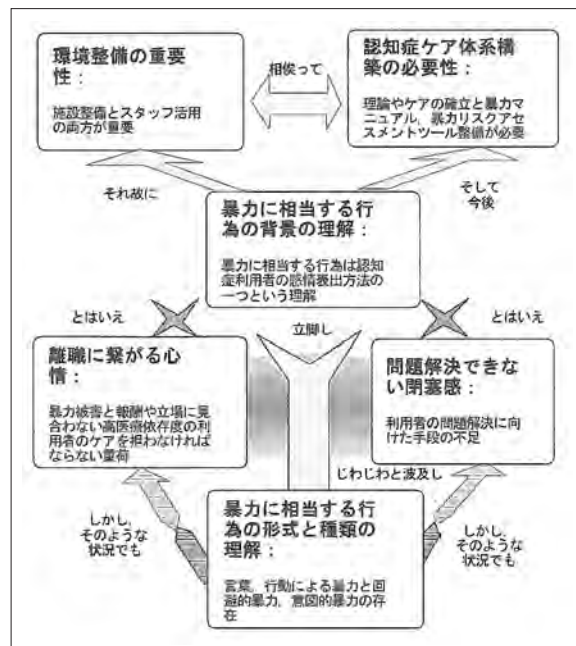 環境整備の重要
性：
施設整備とスタッフ活用
の両方が重要
相俟って
認知症ケア体系構
築の必要性：
理論やケアの確立と暴力マ
ニュアル，暴力リスクアセ
スメントツール整備が必要
それ故に
そして
今後
暴力に相当する行
為の背景の理解：
暴力に相当する行為は認知
症利用者の感情表出方法の
一つという理解
とはいえ
とはいえ
立脚し
離職に繋がる心
情：
暴力被害と報酬や立場に見
合わない高医療依存度の利
用者のケアを担わなければ
ならない重荷
問題解決できな
い閉塞感：
利用者の問題解決に向
けた手段の不足
じわじわと波及し
しかし，
そのような
状況でも
暴力に相当する行
為の形式と種類の
理解：
言葉，行動による暴力と回
避的暴力，意図的暴力の存
在
しかし，
そのような
状況でも